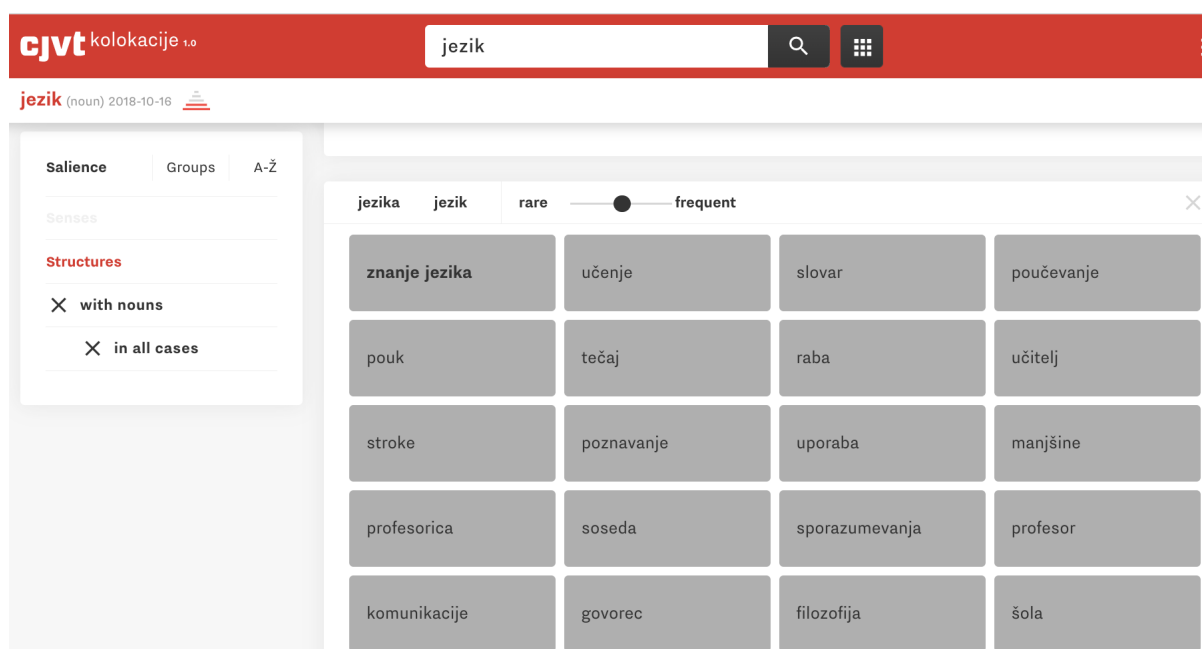 cjvt kolokacije 1.0
jezik
jezik (noun) 2018-10-16
Salience Groups A-Ž
Senses
Structures
with nouns
in all cases
jezika jezik rare frequent
znanje jezika učenje slovar poučevanje
pouk tečaj raba učitelj
stroke poznavanje uporaba manjšine
profesorica soseda sporazumevanja profesor
komunikacije govorec filozofija šola